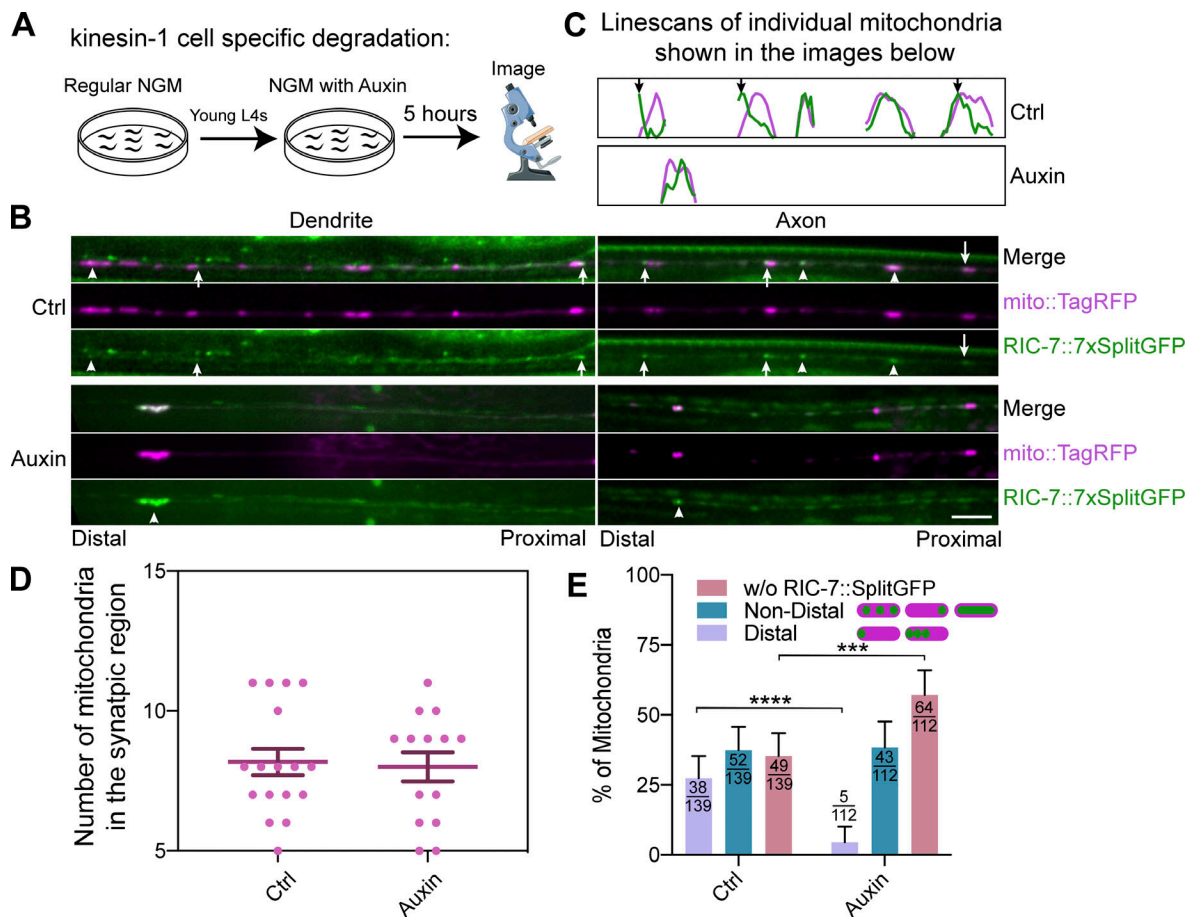 A
kinesin-1 cell specific degradation:
Regular NGM
Young L4s
NGM with Auxin
5 hours
Image
C
Linescans of individual mitochondria
shown in the images below
Ctrl
Auxin
B
Dendrite
Axon
Ctrl
Merge
mito::TagRFP
RIC-7::7xSplitGFP
Auxin
Merge
mito::TagRFP
RIC-7::7xSplitGFP
Distal
Proximal
Distal
Proximal
D
Number of mitochondria
in the synatpic region
15
10
5
Ctrl
Auxin
E
% of Mitochondria
100
75
50
25
0
w/o RIC-7::SplitGFP
Non-Distal
Distal
***
****
38
139
52
139
49
139
5
112
43
112
64
112
Ctrl
Auxin